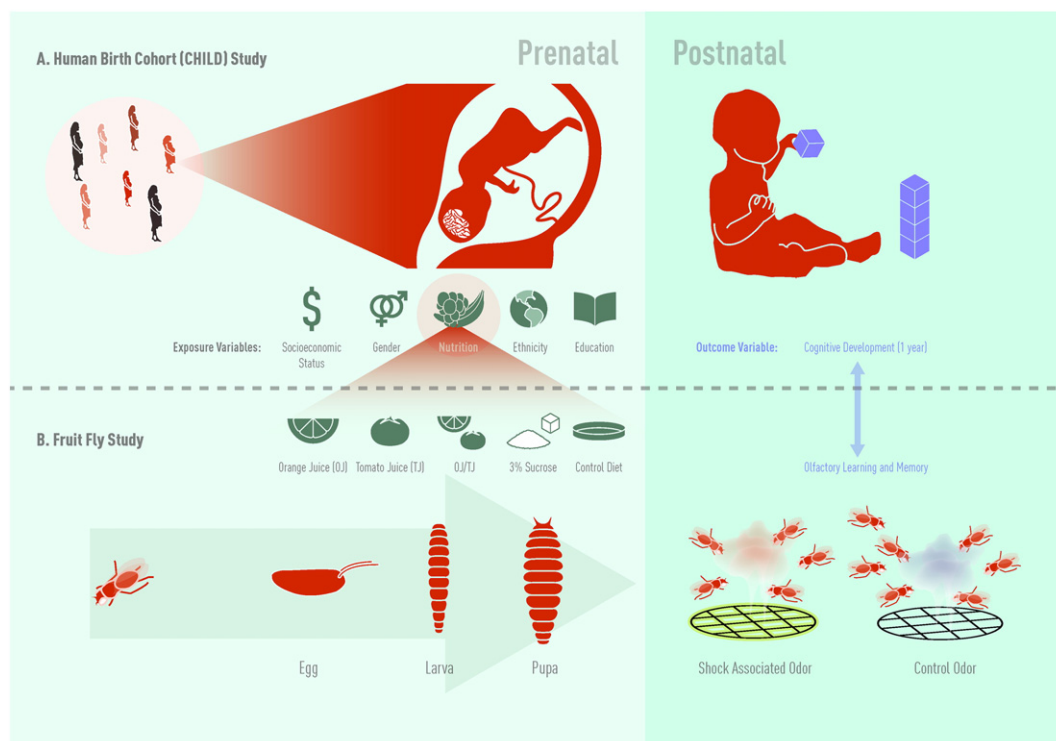 A. Human Birth Cohort (CHILD) Study
Prenatal
Postnatal
Exposure Variables:
Socioeconomic
Status
Gender
Nutrition
Ethnicity
Education
Outcome Variable:
Cognitive Development (1 year)
B. Fruit Fly Study
Orange Juice (OJ)
Tomato Juice (TJ)
OJ/TJ
3% Sucrose
Control Diet
Olfactory Learning and Memory
Egg
Larva
Pupa
Shock Associated Odor
Control Odor